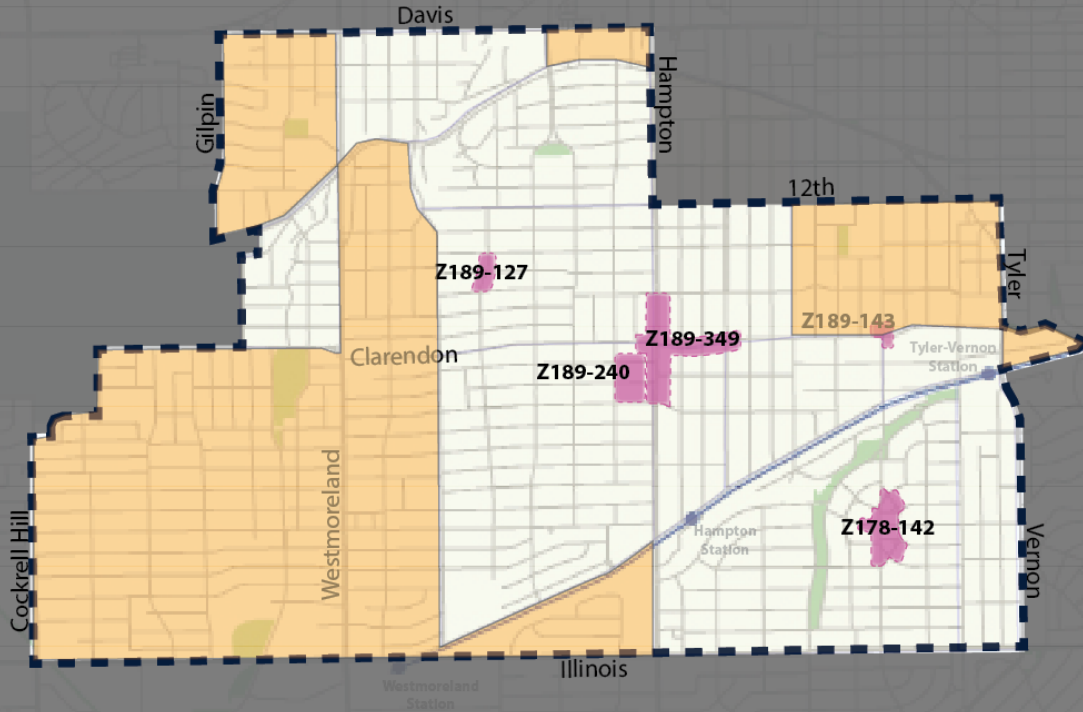 Davis
Gilpin
Hampton
12th
Z189-127
Tyler
Z189-143
Z189-349
Clarendon
Tyler-Vernon
Station
Z189-240
Westmoreland
Cockrell Hill
Hampton
Station
Z178-142
Vernon
Illinois
Westmoreland
Station